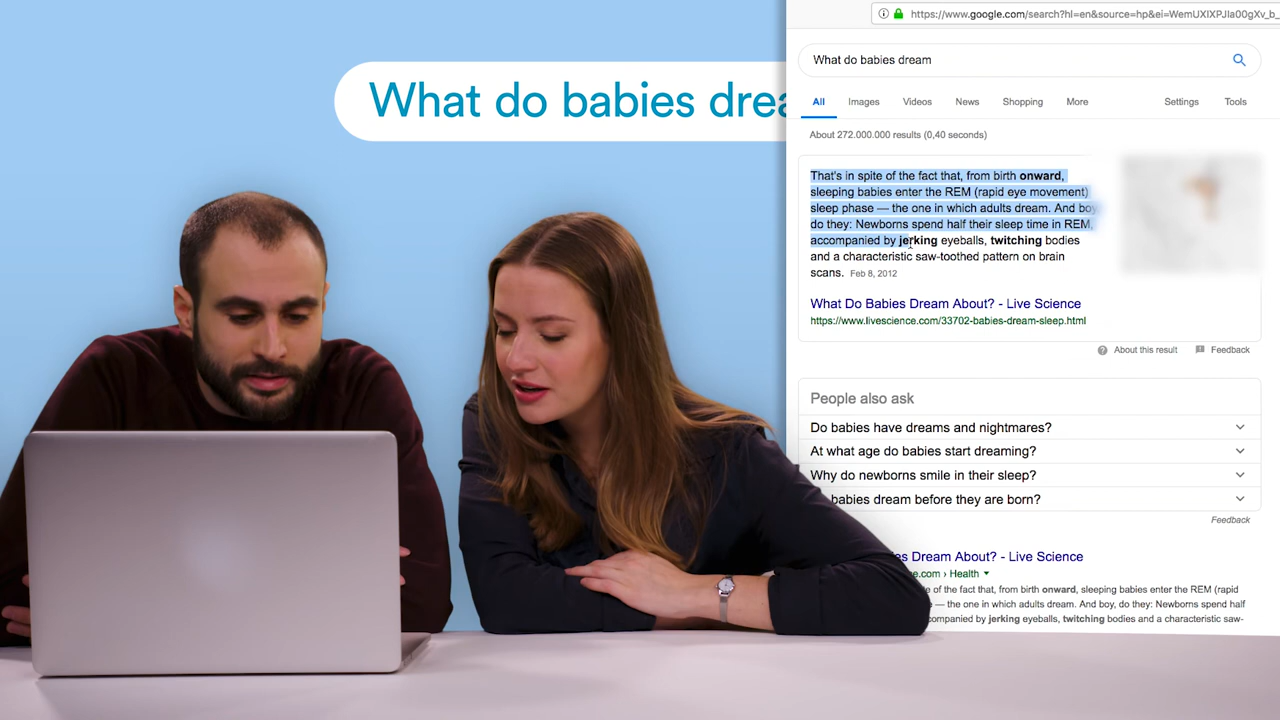 What do babies drea
https://www.google.com/search?hl=en&source=hp&ei=WemUXIXPJIa00gXv_b_
What do babies dream
All Images Videos News Shopping More Settings Tools
About 272.000.000 results (0,40 seconds)
That's in spite of the fact that, from birth onward,
sleeping babies enter the REM (rapid eye movement)
sleep phase — the one in which adults dream. And boy
do they: Newborns spend half their sleep time in REM,
accompanied by jerking eyeballs, twitching bodies
and a characteristic saw-toothed pattern on brain
scans. Feb 8, 2012
What Do Babies Dream About? - Live Science
https://www.livescience.com/33702-babies-dream-sleep.html
About this result Feedback
People also ask
Do babies have dreams and nightmares?
At what age do babies start dreaming?
Why do newborns smile in their sleep?
babies dream before they are born?
Feedback
es Dream About? - Live Science
e.com › Health
e of the fact that, from birth onward, sleeping babies enter the REM (rapid
— the one in which adults dream. And boy, do they: Newborns spend half
companied by jerking eyeballs, twitching bodies and a characteristic saw-